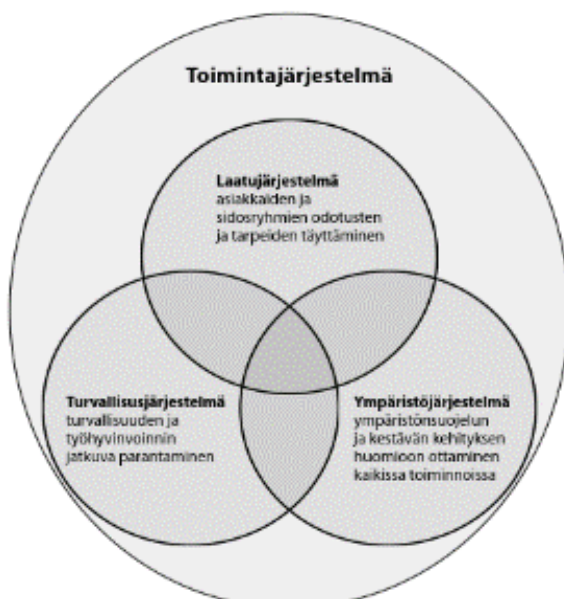 Toimintajärjestelmä
Laatujärjestelmä
asiakkaiden ja
sidosryhmien odotusten
ja tarpeiden täyttäminen
Turvallisusjärjestelmä
turvallisuuden ja
työhyvinvoinnin
jatkuva parantaminen
Ympäristöjärjestelmä
ympäristönsuojelun
ja kestävän kehityksen
huomioon ottaminen
kaikissa toiminnoissa